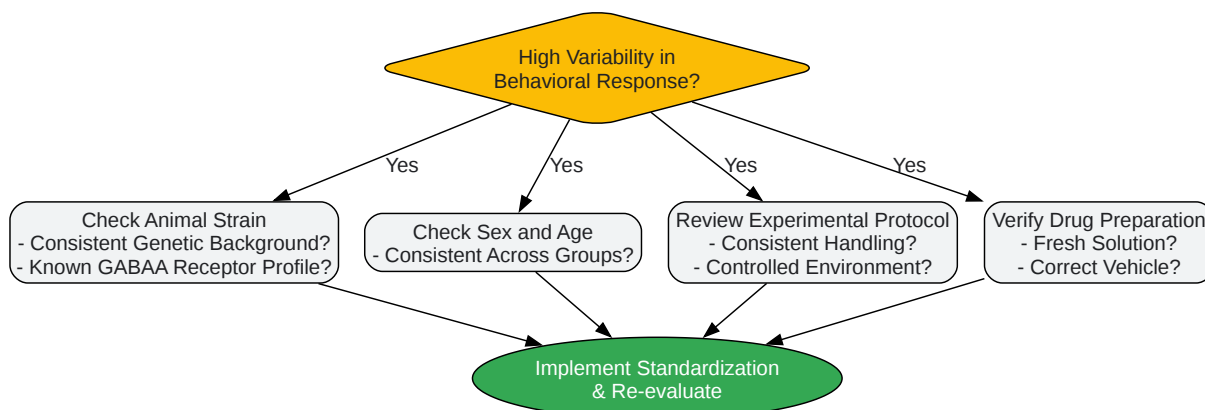 High Variability in
Behavioral Response?
Yes
Yes
Yes
Yes
Check Animal Strain
- Consistent Genetic Background?
- Known GABAA Receptor Profile?
Check Sex and Age
- Consistent Across Groups?
Review Experimental Protocol
- Consistent Handling?
- Controlled Environment?
Verify Drug Preparation
- Fresh Solution?
- Correct Vehicle?
Implement Standardization
& Re-evaluate